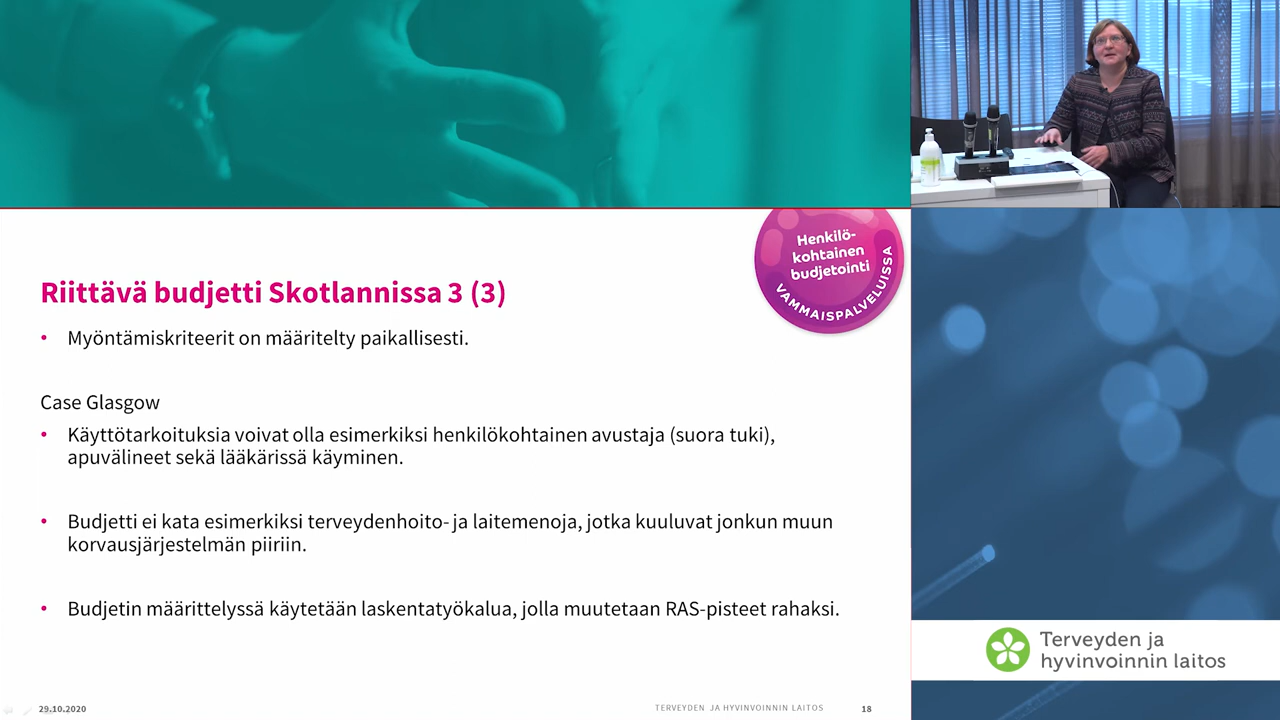 Henkilö-
kohtainen
budjetointi
VAMMAISPALVELUISSA
Riittävä budjetti Skotlannissa 3 (3)
• Myöntämiskriteerit on määritelty paikallisesti.
Case Glasgow
• Käyttötarkoituksia voivat olla esimerkiksi henkilökohtainen avustaja (suora tuki),
apuvälineet sekä lääkärissä käyminen.
• Budjetti ei kata esimerkiksi terveydenhoito- ja laitemenoja, jotka kuuluvat jonkun muun
korvausjärjestelmän piiriin.
• Budjetin määrittelyssä käytetään laskentatyökalua, jolla muutetaan RAS-pisteet rahaksi.
Terveyden ja
hyvinvoinnin laitos
29.10.2020
TERVEYDEN JA HYVINVOINNIN LAITOS
18